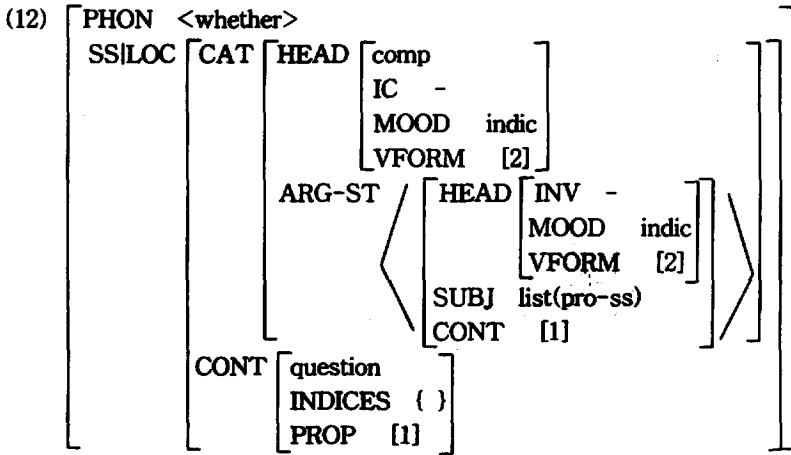 (12) [PHON <whether>
SS|LOC [CAT [HEAD [comp
IC -
MOOD indic
VFORM [2]]
ARG-ST < [HEAD [INV -
MOOD indic
VFORM [2]]
SUBJ list(pro-ss)
CONT [1]] >]
CONT [question
INDICES { }
PROP [1]]]]